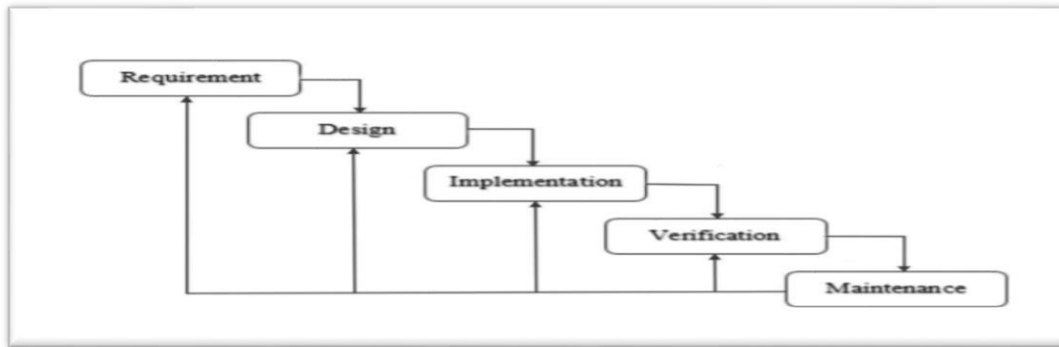 Requirement
Design
Implementation
Verification
Maintenance